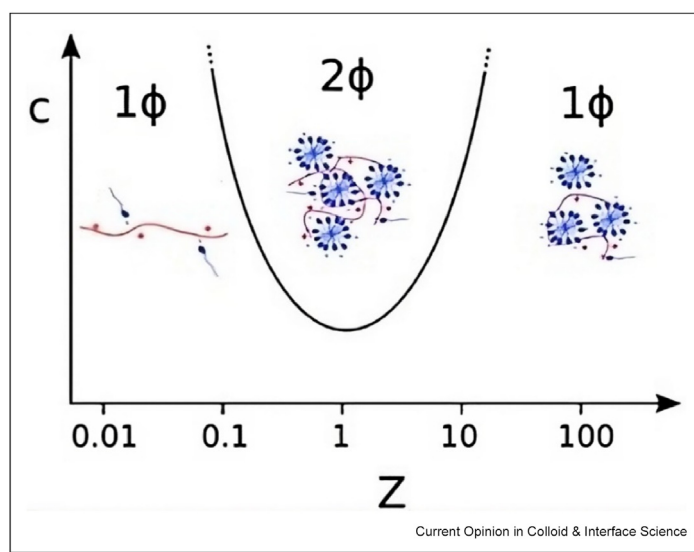 2ϕ
1ϕ
1ϕ
c
0.01 0.1 1 10 100
Z
Current Opinion in Colloid & Interface Science